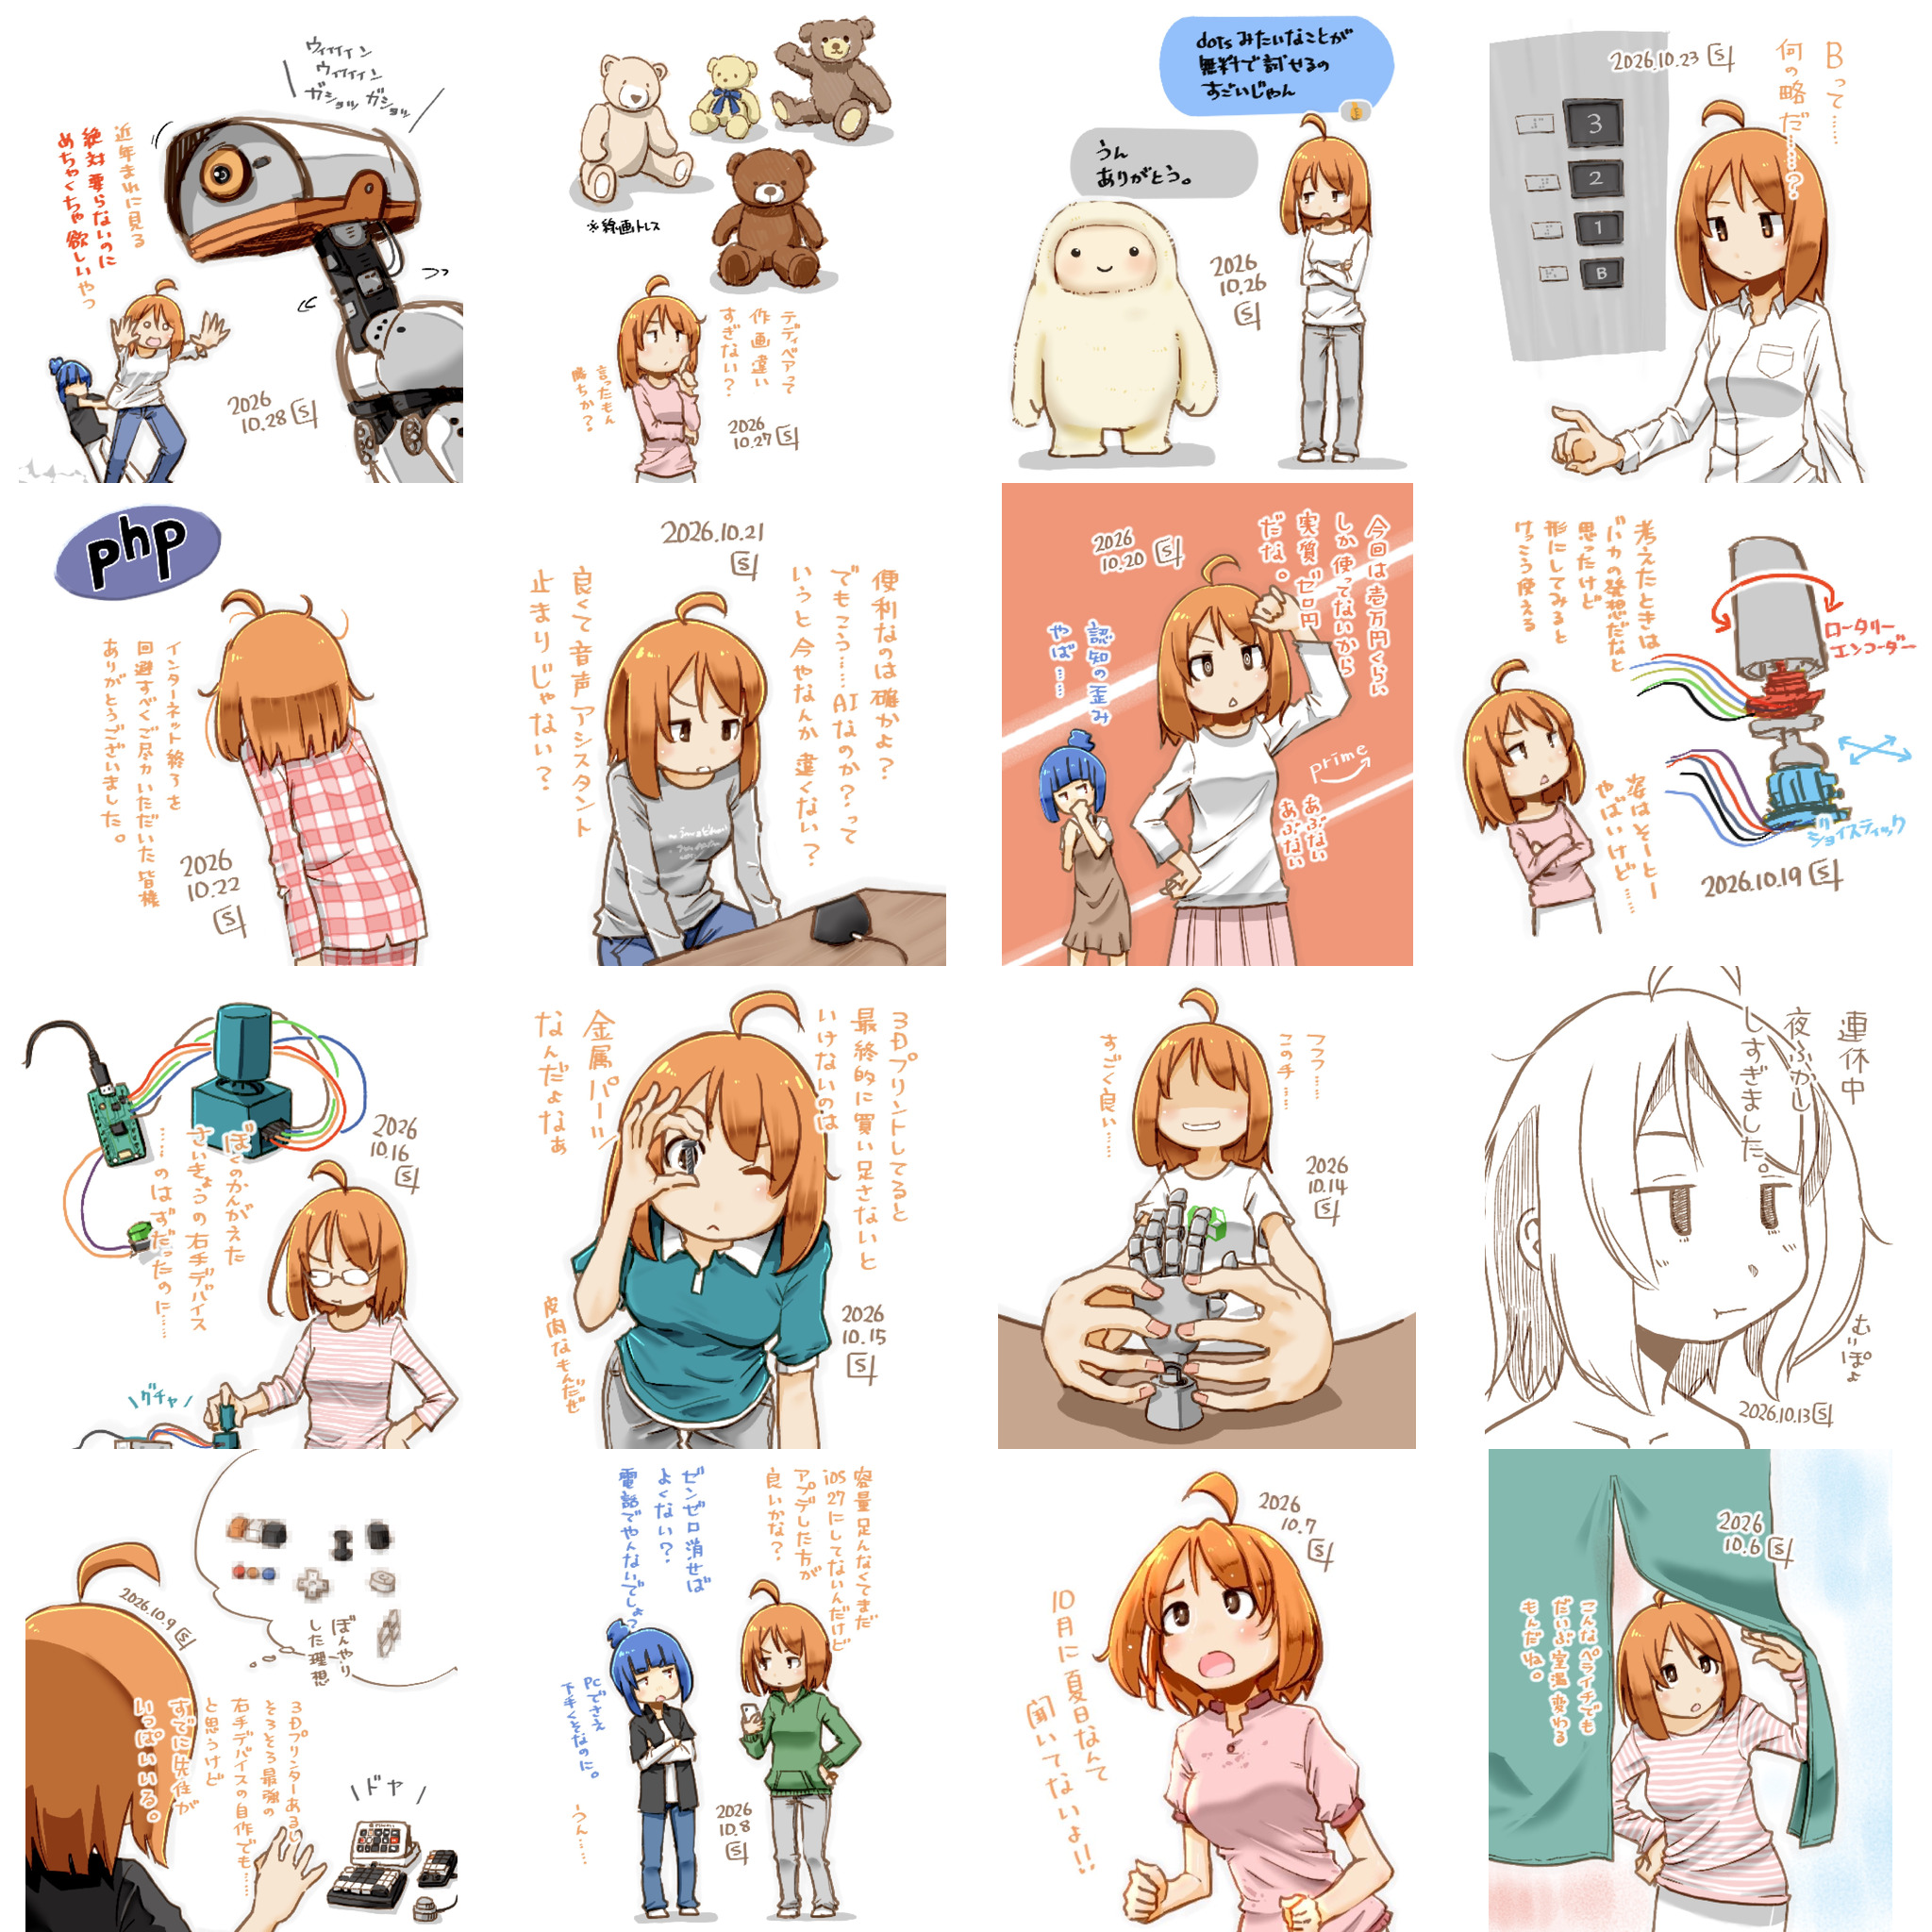 ウィイイイン
ウィイイイン
ガショッ ガショッ
近年まれに見る
絶対要らないのに
めちゃくちゃ欲しいやつ
2026
10.28
※線画トレス
テディベアって
作画違い
すぎない?
言ったもん
勝ちか?
2026
10.27
dotsみたいなことが
無料で試せるの
すごいじゃん
👍
うん
ありがとう。
2026
10.26
Bって……
何の略だ……?
2026.10.23
3
2
1
B
php
インターネット終了を
回避すべくご尽力いただいた皆様
ありがとうございました。
2026
10.22
2026.10.21
便利なのは確かよ?
でもこう……AIなのか?って
いうと今やなんか違くない?
良くて音声アシスタント
止まりじゃない?
今回は壱万円くらい
しか使ってないから
実質ゼロ円
だな。
2026
10.20
認知の歪み
やば……
prime
あぶない
あぶない
考えたときは
バカの発想だなと
思ったけど
形にしてみると
けっこう使える
ロータリー
エンコーダー
ジョイスティック
姿はそーとー
やばいけど……
2026.10.19
2026
10.16
ぼくのかんがえた
さいきょうの右手デバイス
……のはずだったのに……
グチャ
3Dプリントしてると
最終的に買い足さないと
いけないのは
金属パーツ
なんだよなぁ
皮肉なもんだぜ
2026
10.15
フフフ……
この手……
すごく良い……
2026
10.14
連休中
夜ふかし
しすぎました。
むいぽよ
2026.10.13
2026.10.9
ぼんやり
した理想
3Dプリンターあるし
そろそろ最強の
右手デバイスの自作でも……
と思うけど
すでに先住が
いっぱいいる。
ドヤ
容量足んなくてまだ
iOS27にしてないんだけど
アプデした方が
良いかな?
ゼンゼロ消せば
よくない?
電話でやんないでしょ?
PCでさえ
下手くそなのに。
うん……
2026
10.8
2026
10.7
10月に夏日なんて
聞いてないよ!!
2026
10.6
こんなペライチでも
だいぶ室温変わる
もんだね。